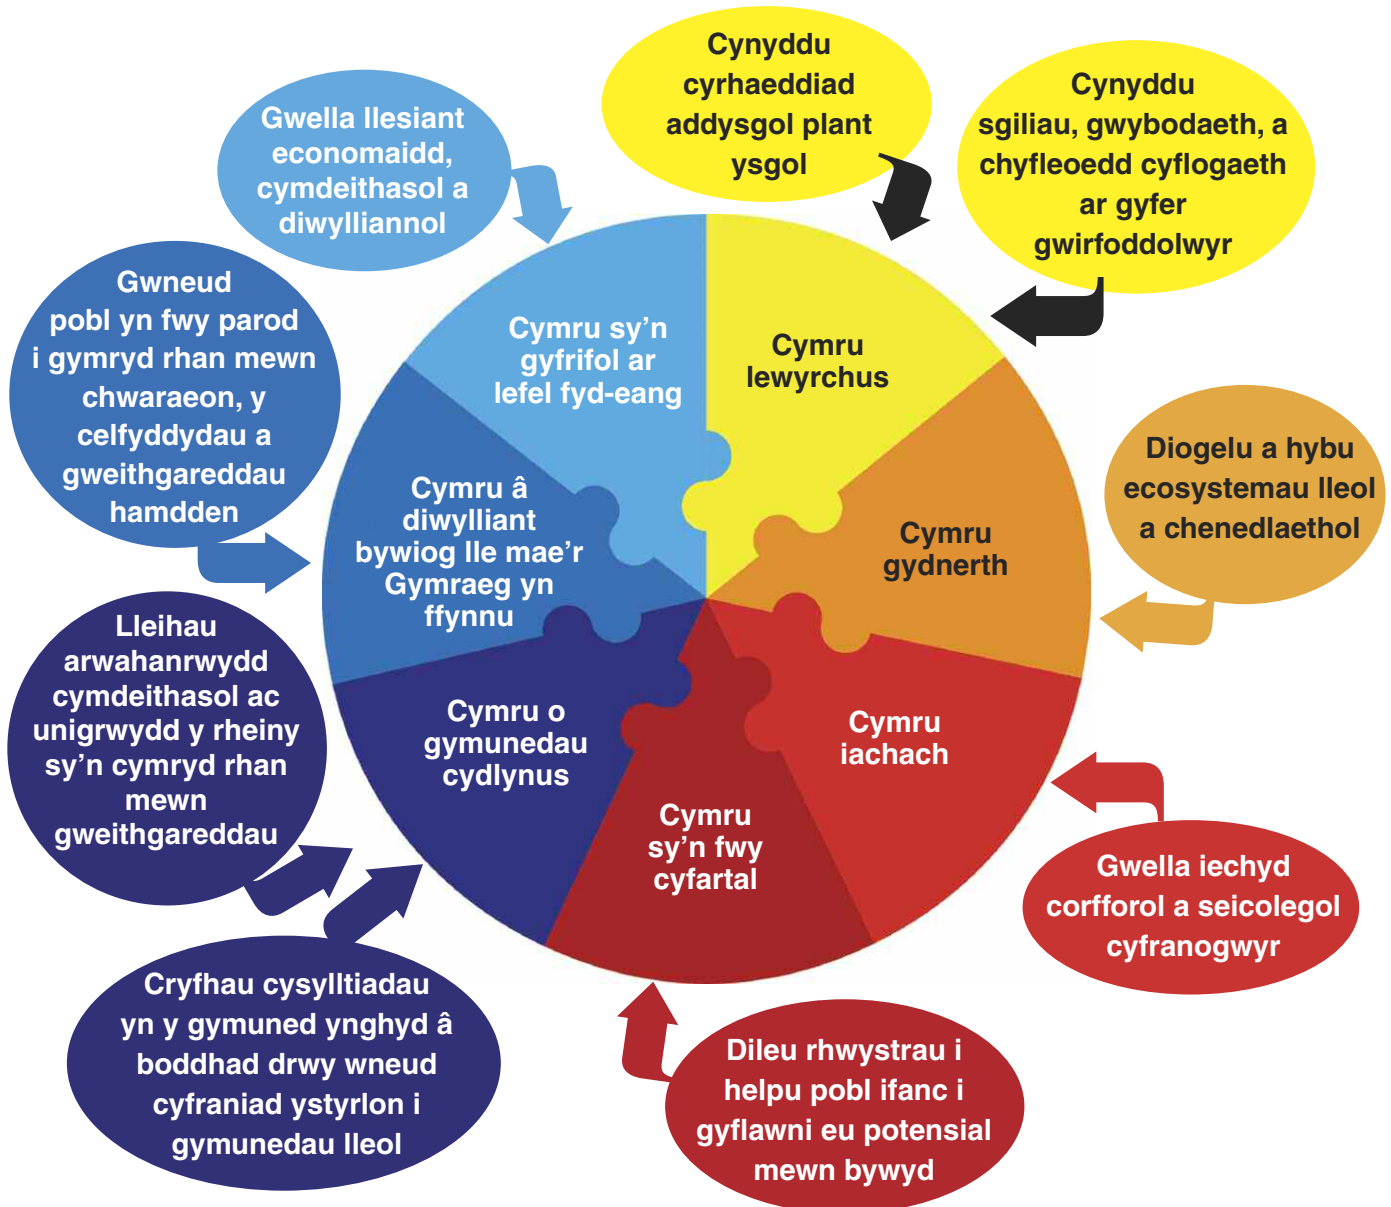 Cynyddu
cyrhaeddiad
addysgol plant
ysgol
Cynyddu
sgiliau, gwybodaeth, a
chyfleoedd cyflogaeth
ar gyfer
gwirfoddolwyr
Gwella llesiant
economaidd,
cymdeithasol a
diwylliannol
Gwneud
pobl yn fwy parod
i gymryd rhan mewn
chwaraeon, y
celfyddydau a
gweithgareddau
hamdden
Cymru sy’n
gyfrifol ar
lefel fyd-eang
Cymru
lewyrchus
Diogelu a hybu
ecosystemau lleol
a chenedlaethol
Cymru â
diwylliant
bywiog lle mae’r
Gymraeg yn
ffynnu
Cymru
gydnerth
Lleihau
arwahanrwydd
cymdeithasol ac
unigrwydd y rheiny
sy’n cymryd rhan
mewn
gweithgareddau
Cymru o
gymunedau
cydlynus
Cymru
iachach
Cymru
sy’n fwy
cyfartal
Gwella iechyd
corfforol a seicolegol
cyfranogwyr
Cryfhau cysylltiadau
yn y gymuned ynghyd â
boddhad drwy wneud
cyfraniad ystyrlon i
gymunedau lleol
Dileu rhwystrau i
helpu pobl ifanc i
gyflawni eu potensial
mewn bywyd